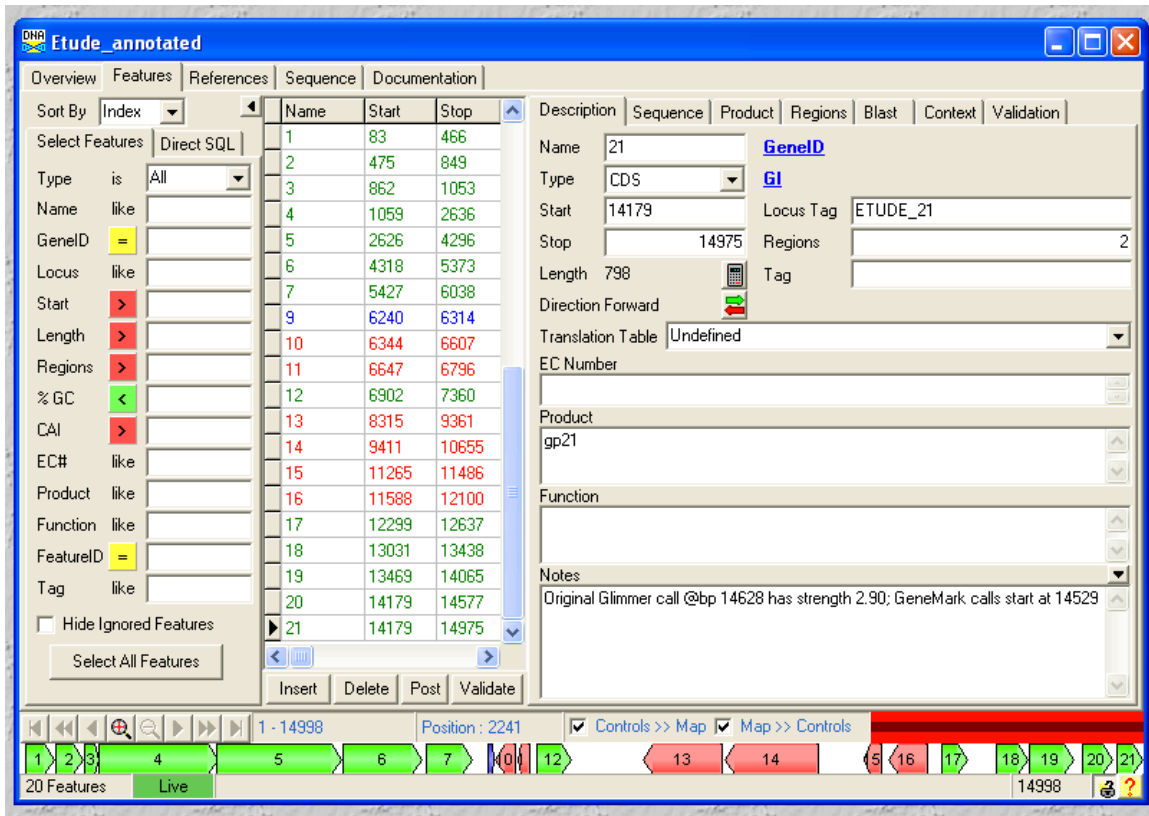 DNA Etude_annotated
Overview Features References Sequence Documentation
Sort By Index
Select Features Direct SQL
Type is All
Name like
GeneID =
Locus like
Start >
Length >
Regions >
% GC <
CAI >
EC# like
Product like
Function like
FeatureID =
Tag like
Hide Ignored Features
Select All Features
Name Start Stop
1 83 466
2 475 849
3 862 1053
4 1059 2636
5 2626 4296
6 4318 5373
7 5427 6038
9 6240 6314
10 6344 6607
11 6647 6796
12 6902 7360
13 8315 9361
14 9411 10655
15 11265 11486
16 11588 12100
17 12299 12637
18 13031 13438
19 13469 14065
20 14179 14577
21 14179 14975
Insert Delete Post Validate
Description Sequence Product Regions Blast Context Validation
Name 21 GeneID
Type CDS GI
Start 14179 Locus Tag ETUDE_21
Stop 14975 Regions 2
Length 798 Tag
Direction Forward
Translation Table Undefined
EC Number
Product
gp21
Function
Notes
Original Glimmer call @bp 14628 has strength 2.90; GeneMark calls start at 14529
1 - 14998 Position : 2241 Controls >> Map Map >> Controls
1 2 3 4 5 6 7 0 12 13 14 5 16 17 18 19 20 21
20 Features Live 14998 ?